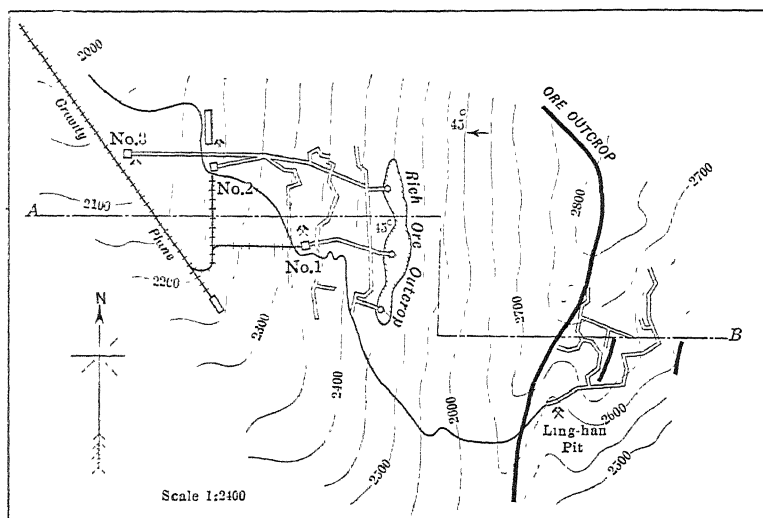 2000
Gravity
Plane
No.3
No.2
A
2100
2200
No.1
45°
Rich Ore Outcrop
45°
ORE OUTCROP
2700
2800
N
2300
2400
2500
2000
2700
B
Ling-han
Pit
2600
2500
Scale 1:2400